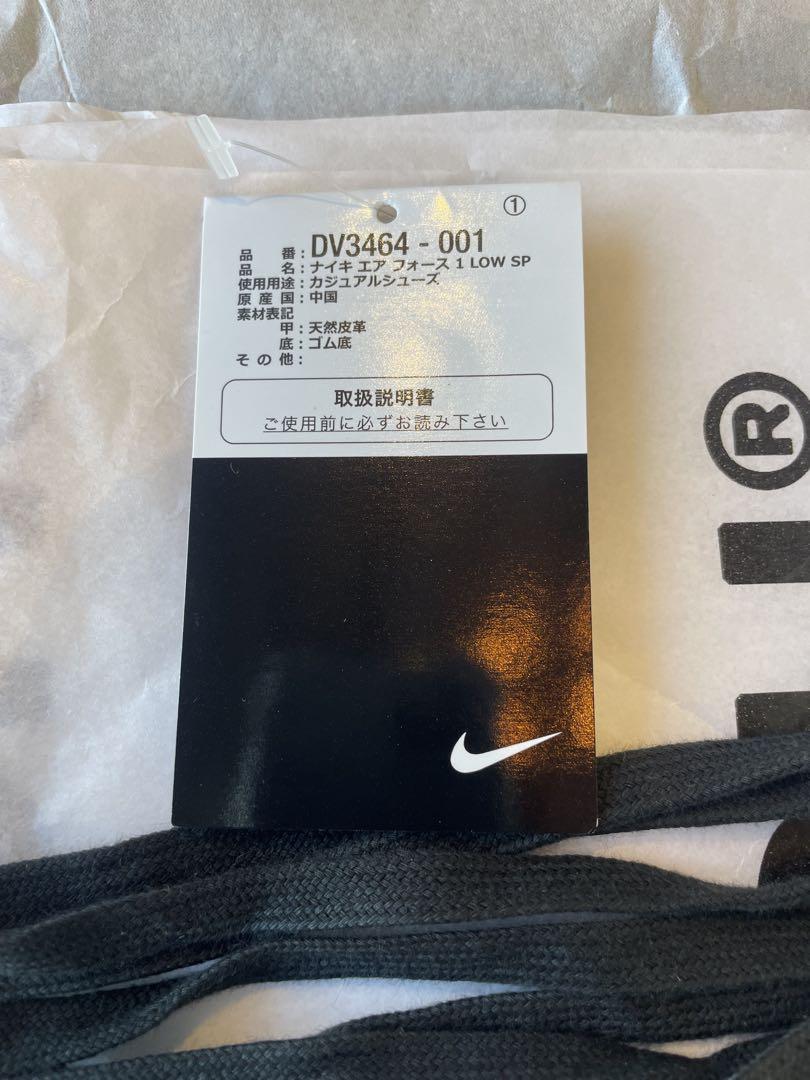 ①
品 番：DV3464 - 001
品 名：ナイキ エア フォース 1 LOW SP
使用用途：カジュアルシューズ
原 産 国：中国
素材表記
甲：天然皮革
底：ゴム底
そ の 他：
取扱説明書
ご使用前に必ずお読み下さい
®